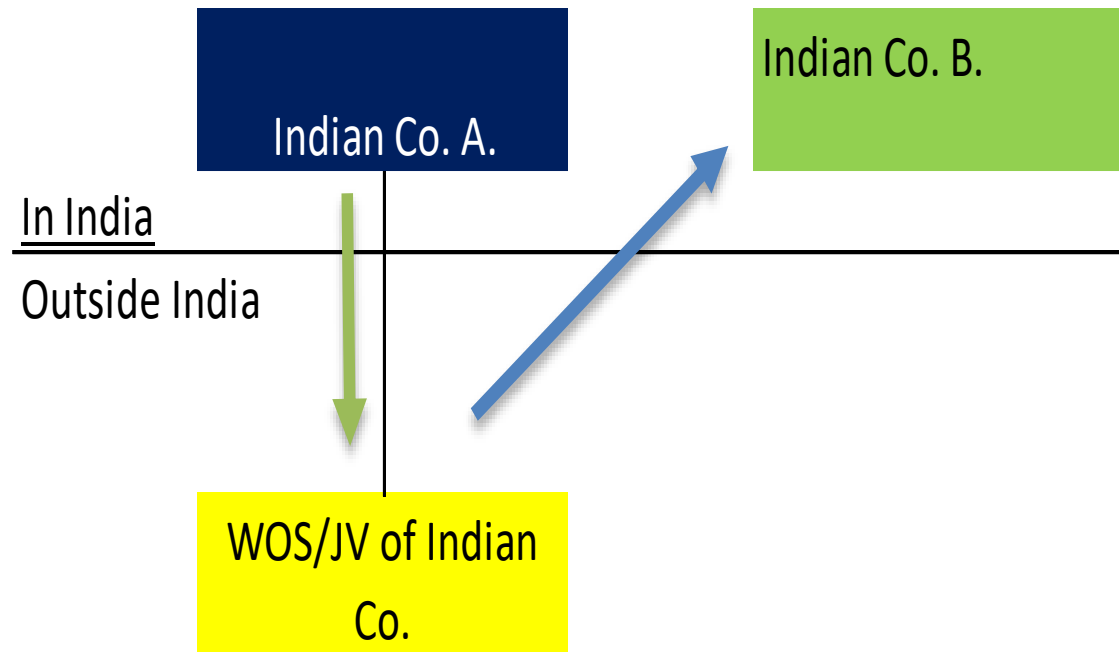 Indian Co. A.
Indian Co. B.
In India
Outside India
WOS/JV of Indian
Co.